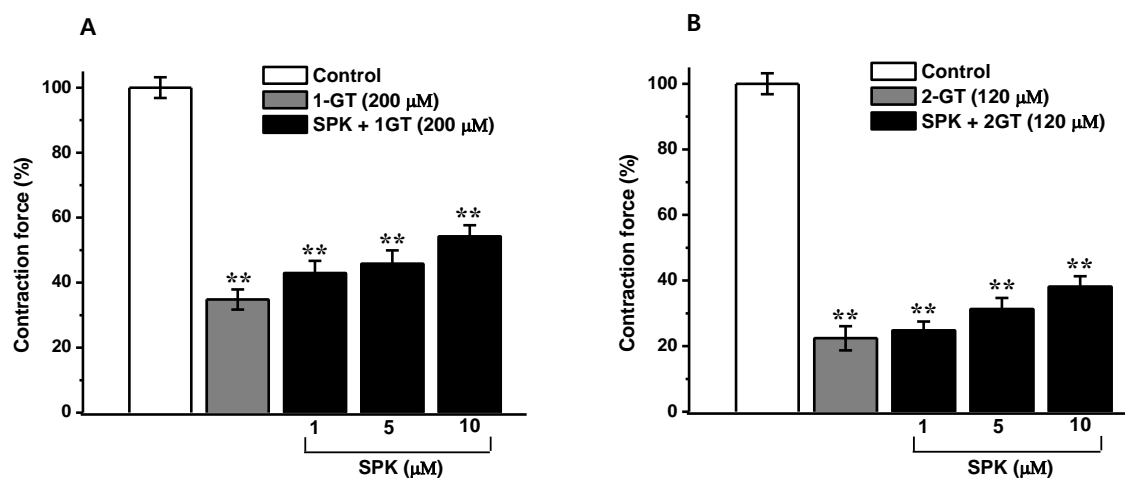 A
Control
1-GT (200 μM)
SPK + 1GT (200 μM)
Contraction force (%)
100
80
60
40
20
0
**
**
**
**
1 5 10
SPK (μM)
B
Control
2-GT (120 μM)
SPK + 2GT (120 μM)
Contraction force (%)
100
80
60
40
20
0
**
**
**
**
1 5 10
SPK (μM)